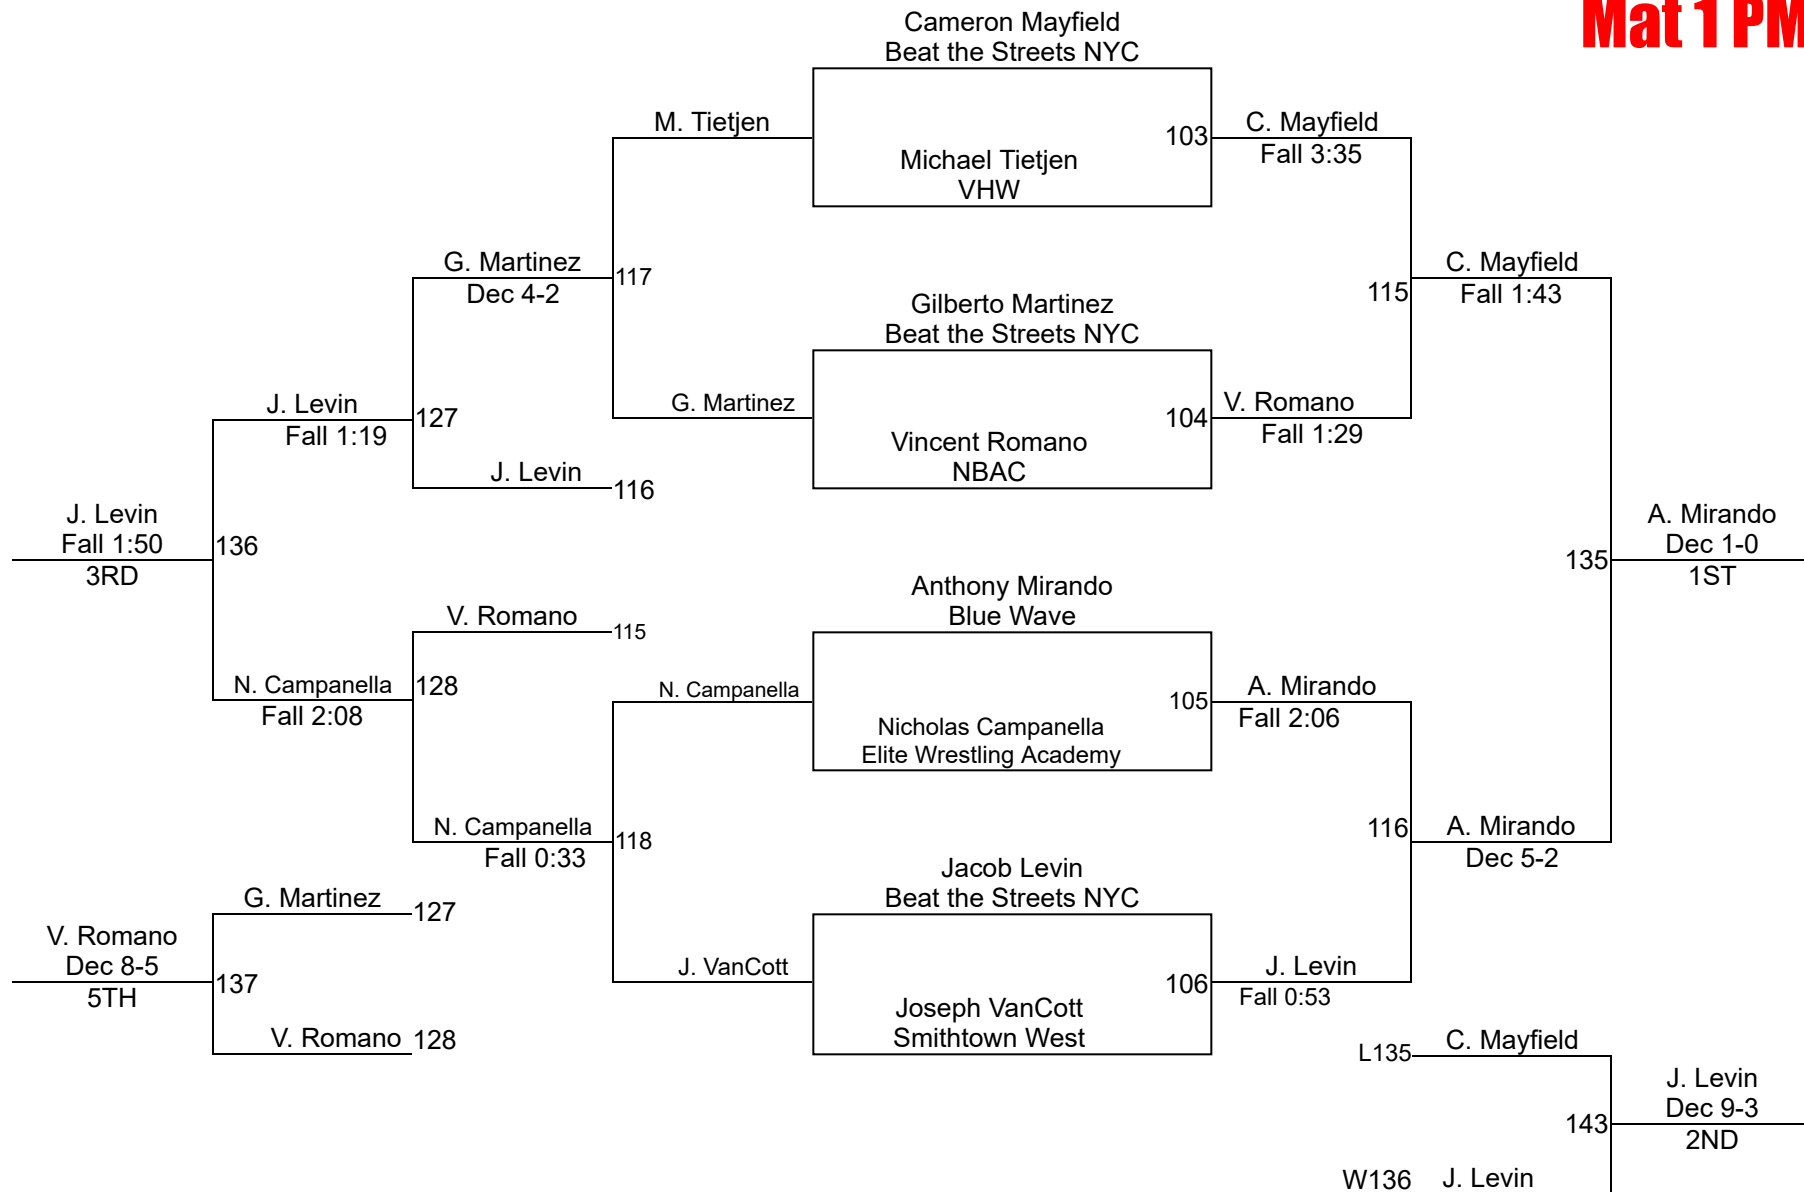 Mat 1 PM
Cameron Mayfield
Beat the Streets NYC
M. Tietjen
103
C. Mayfield
Fall 3:35
Michael Tietjen
VHW
G. Martinez
Dec 4-2
117
C. Mayfield
Fall 1:43
115
Gilberto Martinez
Beat the Streets NYC
J. Levin
Fall 1:19
127
G. Martinez
104
V. Romano
Fall 1:29
Vincent Romano
NBAC
J. Levin
116
J. Levin
Fall 1:50
3RD
136
A. Mirando
Dec 1-0
1ST
135
Anthony Mirando
Blue Wave
V. Romano
115
N. Campanella
Fall 2:08
128
N. Campanella
105
A. Mirando
Fall 2:06
Nicholas Campanella
Elite Wrestling Academy
N. Campanella
Fall 0:33
118
116
A. Mirando
Dec 5-2
Jacob Levin
Beat the Streets NYC
G. Martinez
127
V. Romano
Dec 8-5
5TH
137
J. VanCott
106
J. Levin
Fall 0:53
Joseph VanCott
Smithtown West
V. Romano
128
L135
C. Mayfield
J. Levin
Dec 9-3
2ND
143
W136
J. Levin